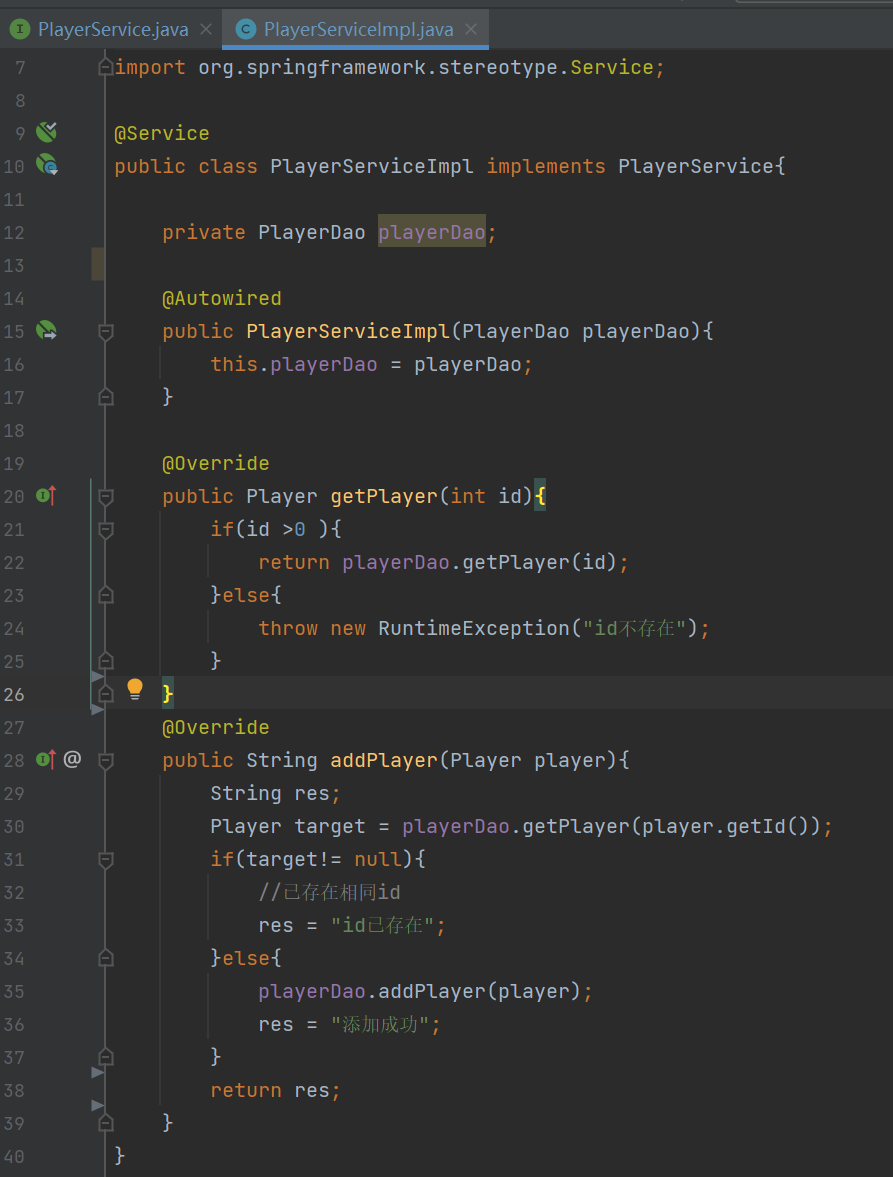 PlayerService.java PlayerServiceImpl.java
7 import org.springframework.stereotype.Service;
8
9 @Service
10 public class PlayerServiceImpl implements PlayerService{
11
12 private PlayerDao playerDao;
13
14 @Autowired
15 public PlayerServiceImpl(PlayerDao playerDao){
16 this.playerDao = playerDao;
17 }
18
19 @Override
20 public Player getPlayer(int id){
21 if(id >0 ){
22 return playerDao.getPlayer(id);
23 }else{
24 throw new RuntimeException("id不存在");
25 }
26 }
27 @Override
28 public String addPlayer(Player player){
29 String res;
30 Player target = playerDao.getPlayer(player.getId());
31 if(target!= null){
32 //已存在相同id
33 res = "id已存在";
34 }else{
35 playerDao.addPlayer(player);
36 res = "添加成功";
37 }
38 return res;
39 }
40 }